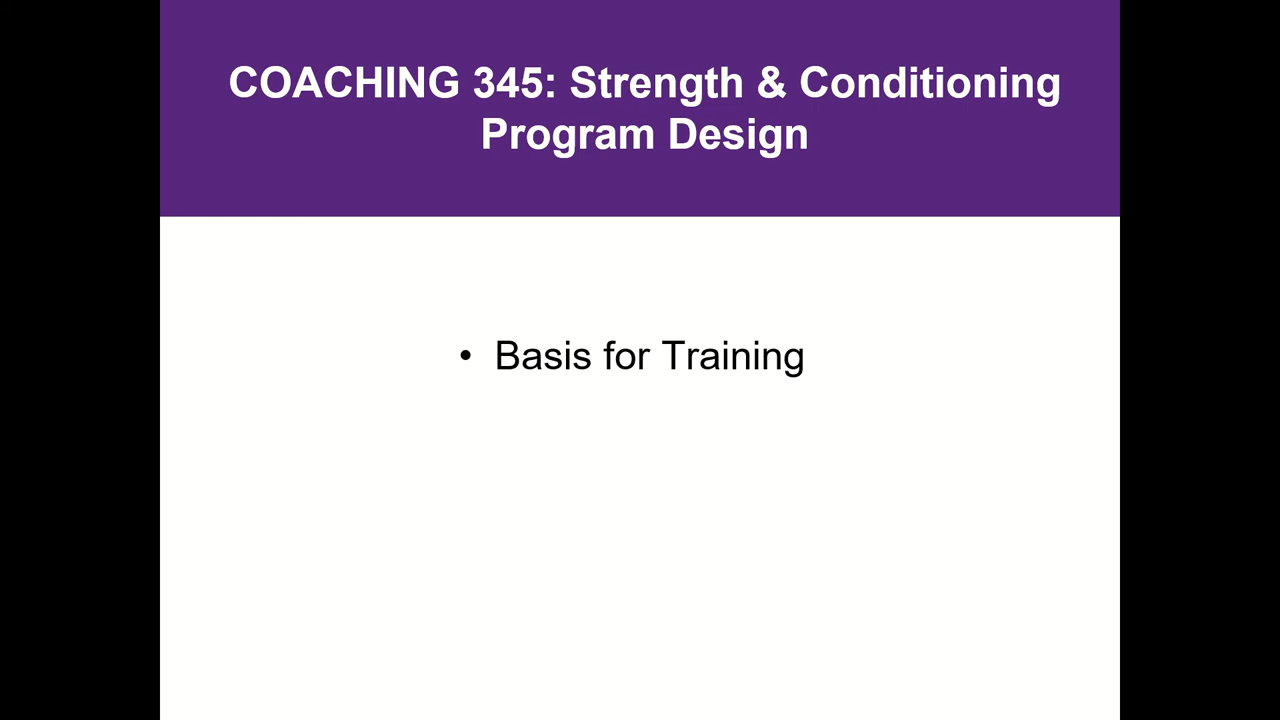 COACHING 345: Strength & Conditioning
Program Design
• Basis for Training